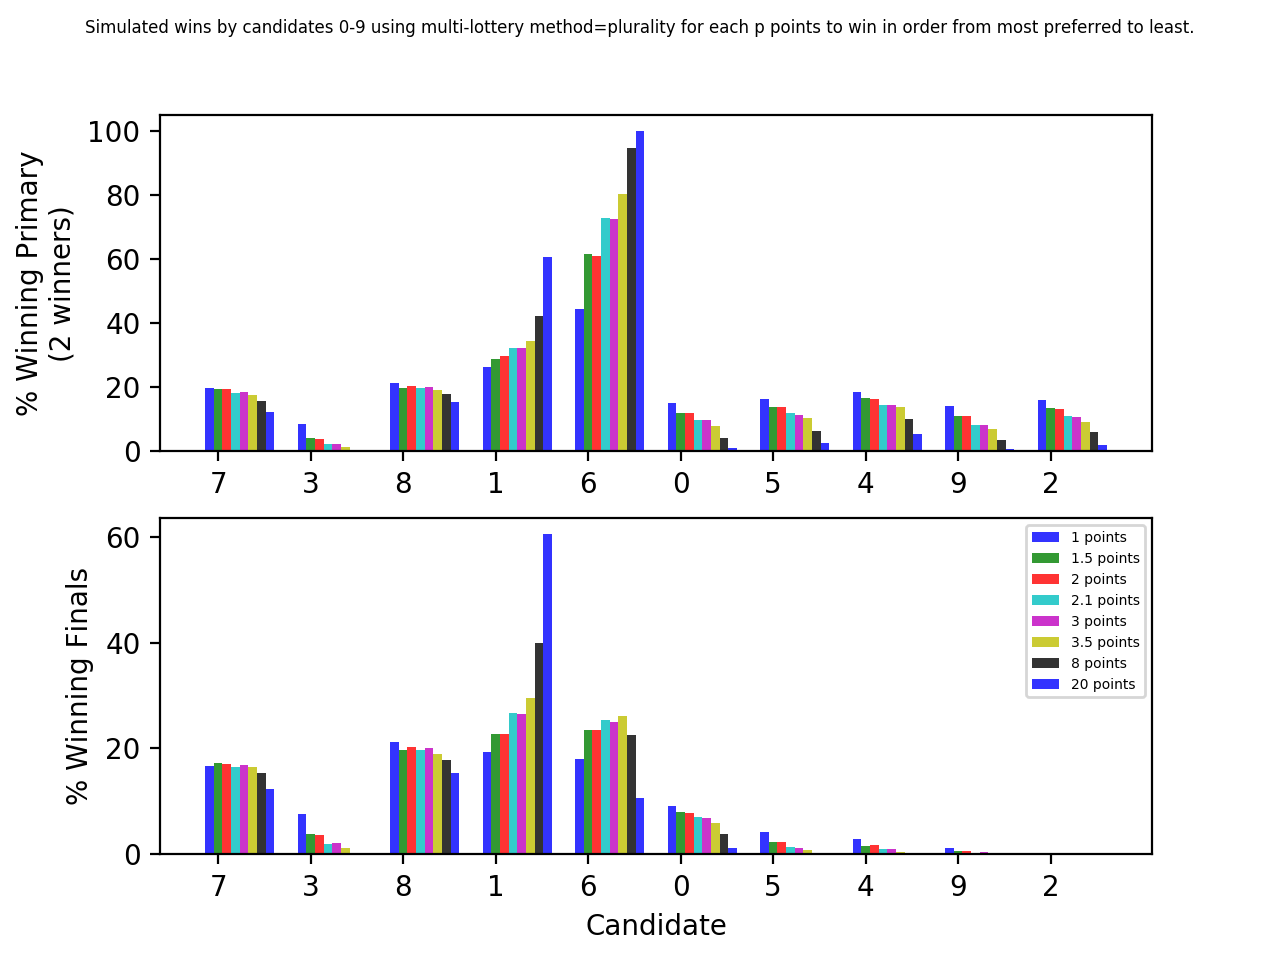 Simulated wins by candidates 0-9 using multi-lottery method=plurality for each p points to win in order from most preferred to least.
% Winning Primary
(2 winners)
100
80
60
40
20
0
7 3 8 1 6 0 5 4 9 2
% Winning Finals
60
40
20
0
1 points
1.5 points
2 points
2.1 points
3 points
3.5 points
8 points
20 points
7 3 8 1 6 0 5 4 9 2
Candidate